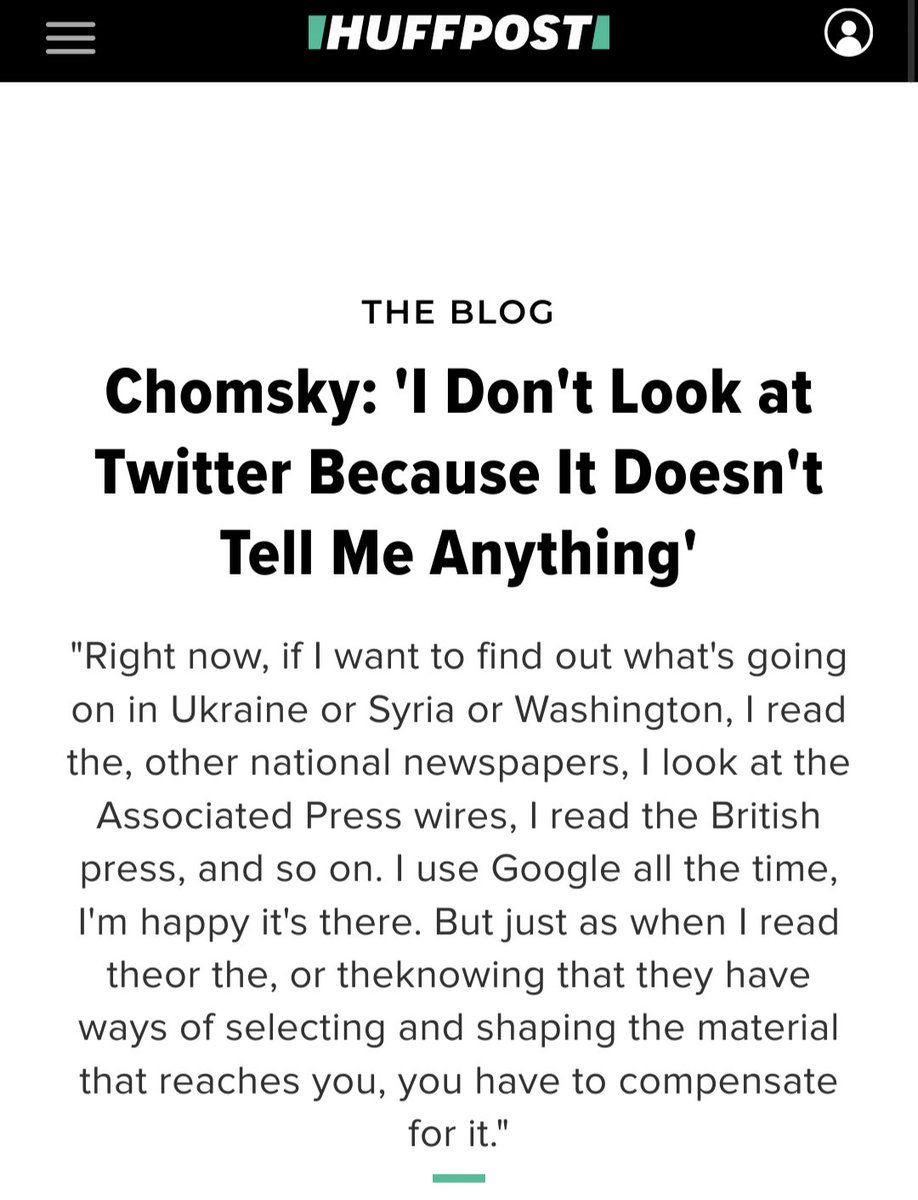 HUFFPOST
THE BLOG
Chomsky: 'I Don't Look at
Twitter Because It Doesn't
Tell Me Anything'
"Right now, if I want to find out what's going
on in Ukraine or Syria or Washington, I read
the, other national newspapers, I look at the
Associated Press wires, I read the British
press, and so on. I use Google all the time,
I'm happy it's there. But just as when I read
theor the, or theknowing that they have
ways of selecting and shaping the material
that reaches you, you have to compensate
for it."